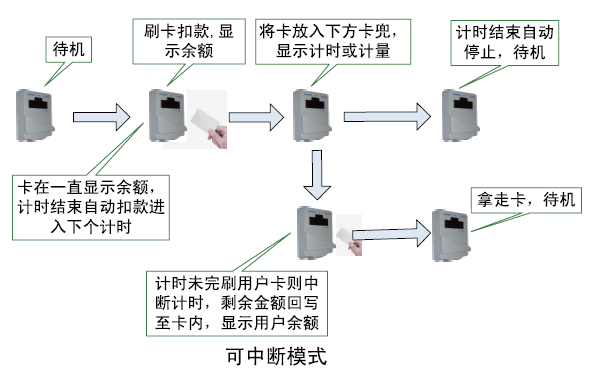 待机
刷卡扣款,显
示余额
将卡放入下方卡兜，
显示计时或计量
计时结束自动
停止，待机
卡在一直显示余额，
计时结束自动扣款进
入下个计时
拿走卡，待机
计时未完刷用户卡则中
断计时，剩余金额回写
至卡内，显示用户余额
可中断模式